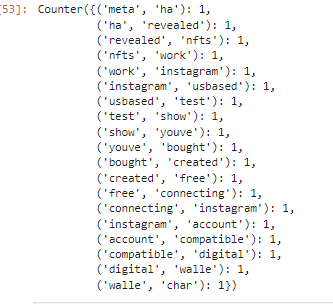 [53]: Counter({('meta', 'ha'): 1,
('ha', 'revealed'): 1,
('revealed', 'nfts'): 1,
('nfts', 'work'): 1,
('work', 'instagram'): 1,
('instagram', 'usbased'): 1,
('usbased', 'test'): 1,
('test', 'show'): 1,
('show', 'youve'): 1,
('youve', 'bought'): 1,
('bought', 'created'): 1,
('created', 'free'): 1,
('free', 'connecting'): 1,
('connecting', 'instagram'): 1,
('instagram', 'account'): 1,
('account', 'compatible'): 1,
('compatible', 'digital'): 1,
('digital', 'walle'): 1,
('walle', 'char'): 1})